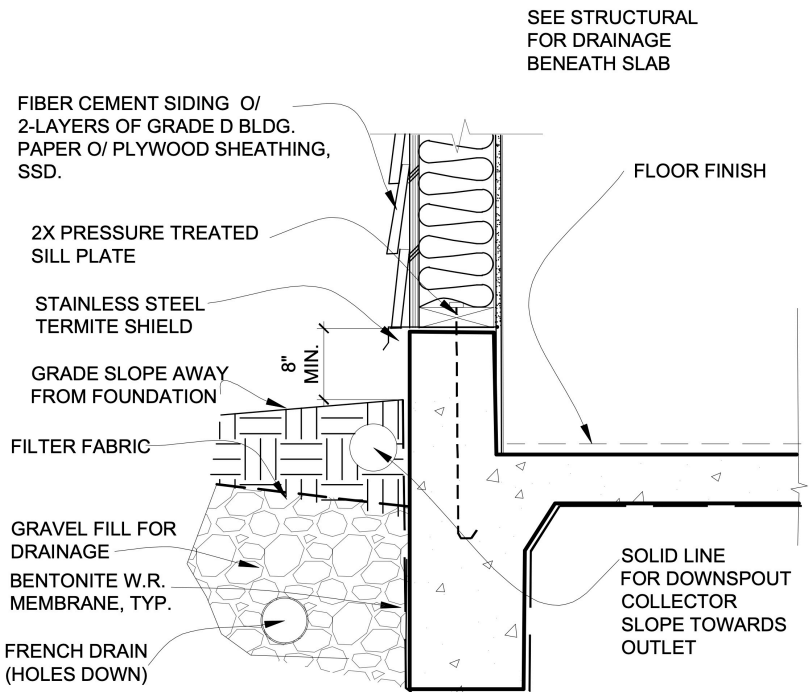 SEE STRUCTURAL
FOR DRAINAGE
BENEATH SLAB
FIBER CEMENT SIDING O/
2-LAYERS OF GRADE D BLDG.
PAPER O/ PLYWOOD SHEATHING,
SSD.
FLOOR FINISH
2X PRESSURE TREATED
SILL PLATE
STAINLESS STEEL
TERMITE SHIELD
8"
MIN.
GRADE SLOPE AWAY
FROM FOUNDATION
FILTER FABRIC
GRAVEL FILL FOR
DRAINAGE
BENTONITE W.R.
MEMBRANE, TYP.
FRENCH DRAIN
(HOLES DOWN)
SOLID LINE
FOR DOWNSPOUT
COLLECTOR
SLOPE TOWARDS
OUTLET